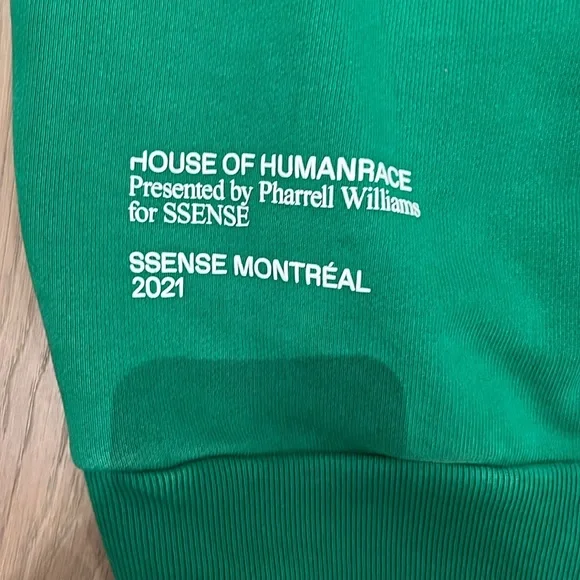 HOUSE OF HUMANRACE
Presented by Pharrell Williams
for SSENSE
SSENSE MONTRÉAL
2021